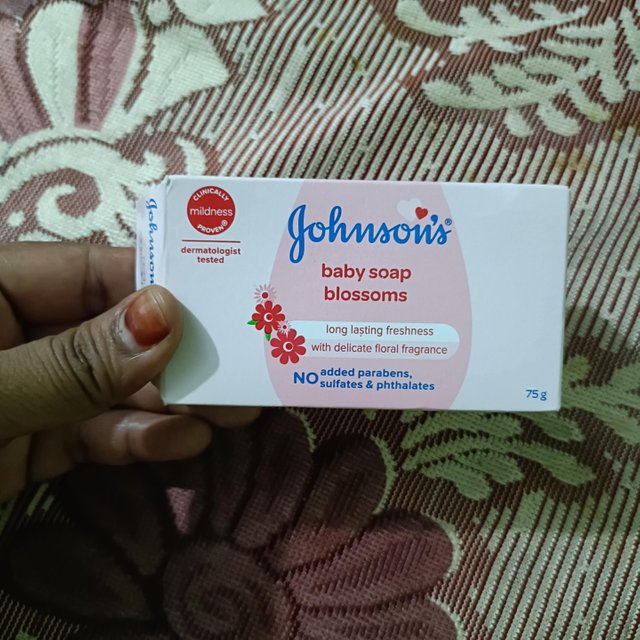 Johnson's
CLINICALLY
mildness
PROVEN®
dermatologist
tested
Johnson's®
baby soap
blossoms
long lasting freshness
with delicate floral fragrance
NO added parabens,
sulfates & phthalates
75 g